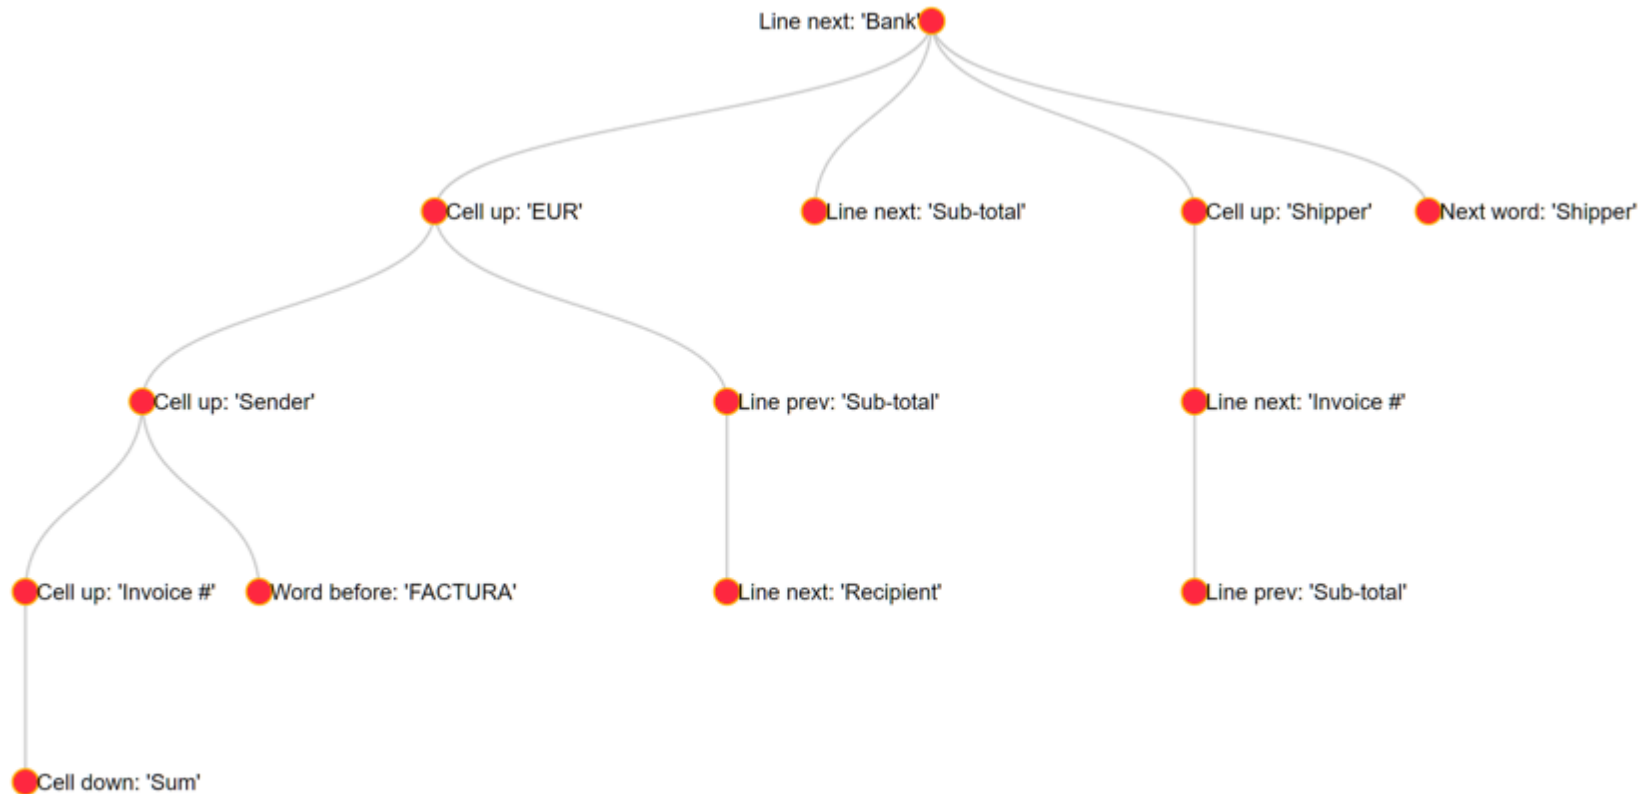 Line next: 'Bank'
Cell up: 'EUR'
Line next: 'Sub-total'
Cell up: 'Shipper'
Next word: 'Shipper'
Cell up: 'Sender'
Line prev: 'Sub-total'
Line next: 'Invoice #'
Cell up: 'Invoice #'
Word before: 'FACTURA'
Line next: 'Recipient'
Line prev: 'Sub-total'
Cell down: 'Sum'